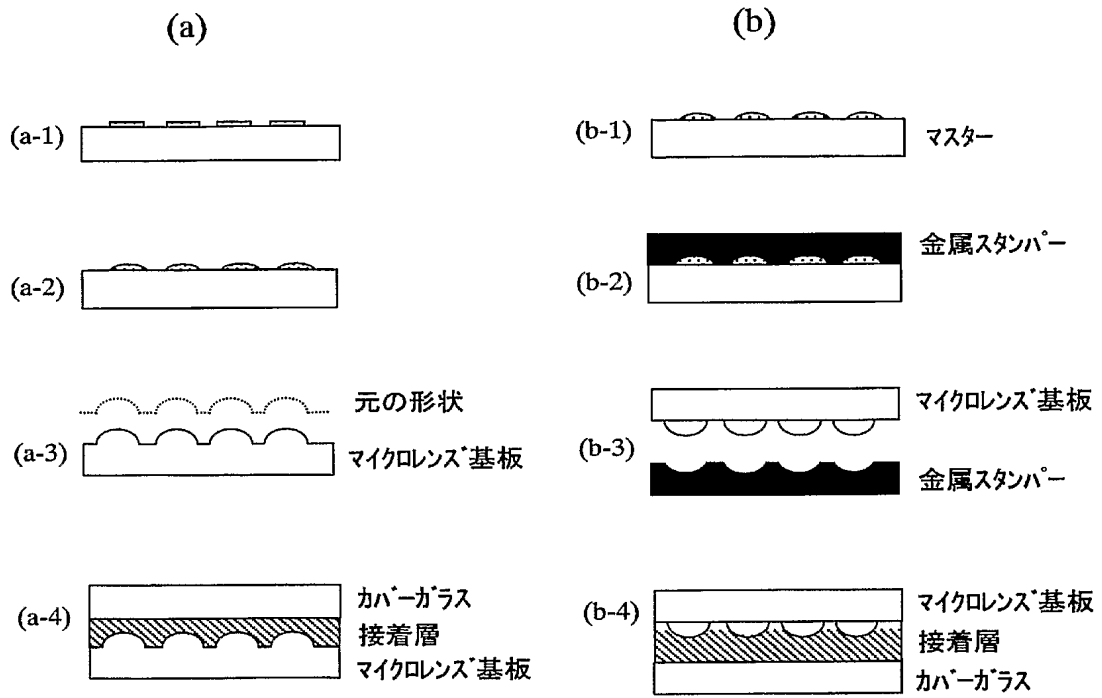 (a)
(a-1)
(a-2)
元の形状
(a-3)
マイクロレンズ基板
(a-4)
カバーガラス
接着層
マイクロレンズ基板
(b)
(b-1)
マスター
金属スタンパー
(b-2)
マイクロレンズ基板
(b-3)
金属スタンパー
(b-4)
マイクロレンズ基板
接着層
カバーガラス